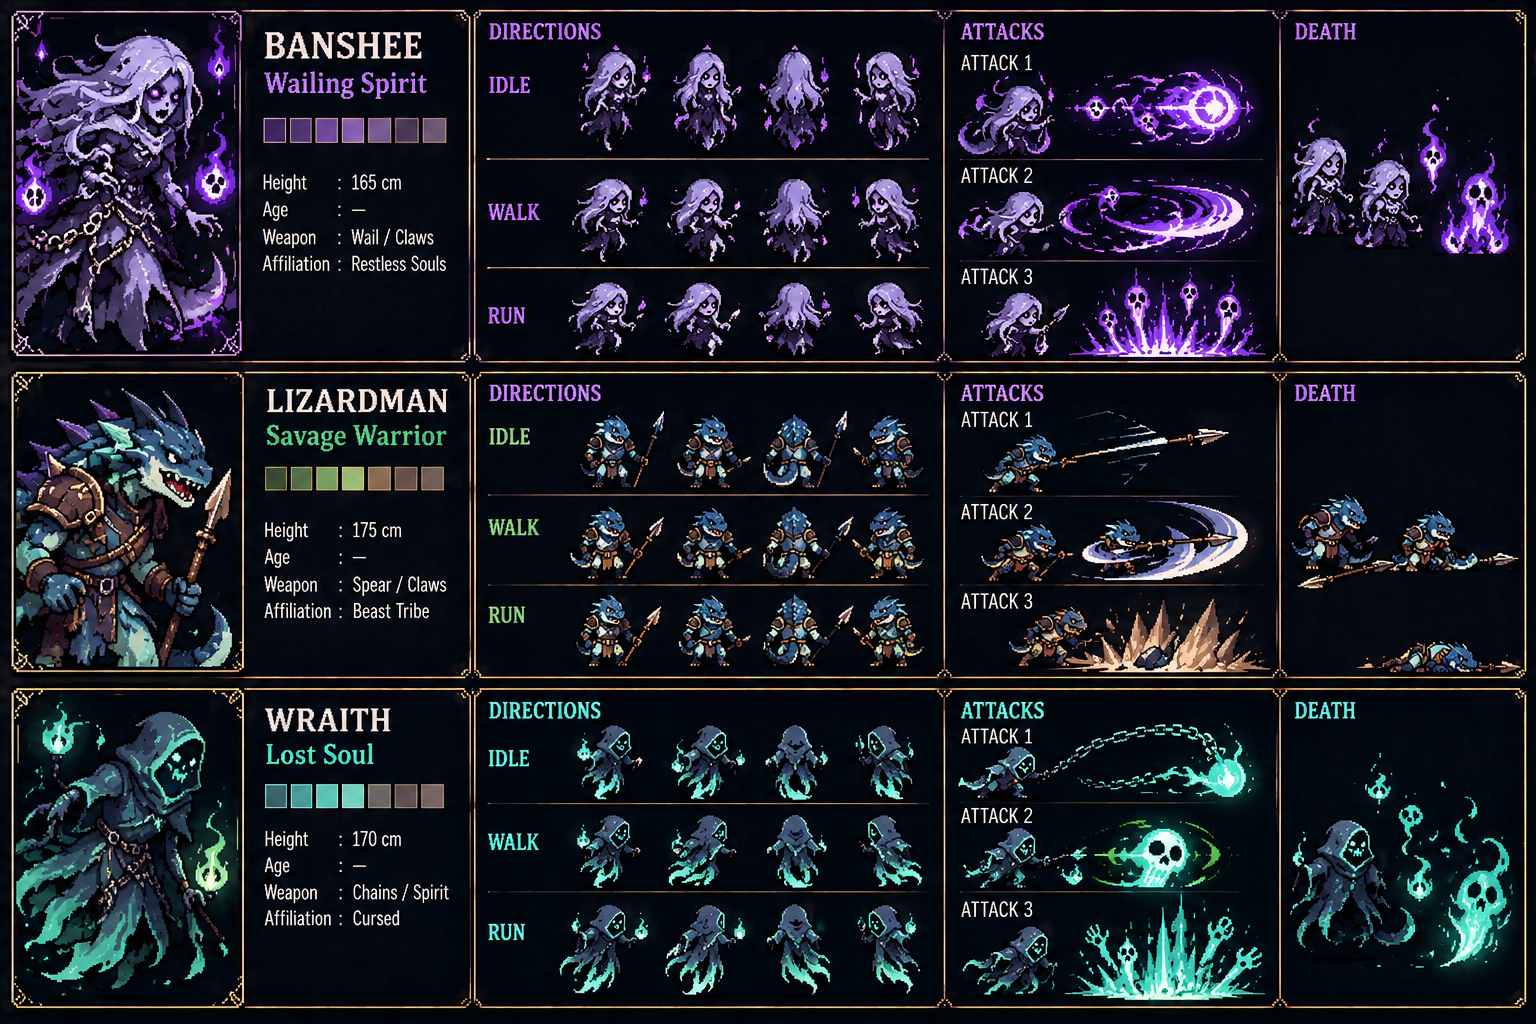 BANSHEE
Wailing Spirit
Height : 165 cm
Age : —
Weapon : Wail / Claws
Affiliation : Restless Souls
DIRECTIONS
IDLE
WALK
RUN
ATTACKS
ATTACK 1
ATTACK 2
ATTACK 3
DEATH
LIZARDMAN
Savage Warrior
Height : 175 cm
Age : —
Weapon : Spear / Claws
Affiliation : Beast Tribe
DIRECTIONS
IDLE
WALK
RUN
ATTACKS
ATTACK 1
ATTACK 2
ATTACK 3
DEATH
WRAITH
Lost Soul
Height : 170 cm
Age : —
Weapon : Chains / Spirit
Affiliation : Cursed
DIRECTIONS
IDLE
WALK
RUN
ATTACKS
ATTACK 1
ATTACK 2
ATTACK 3
DEATH